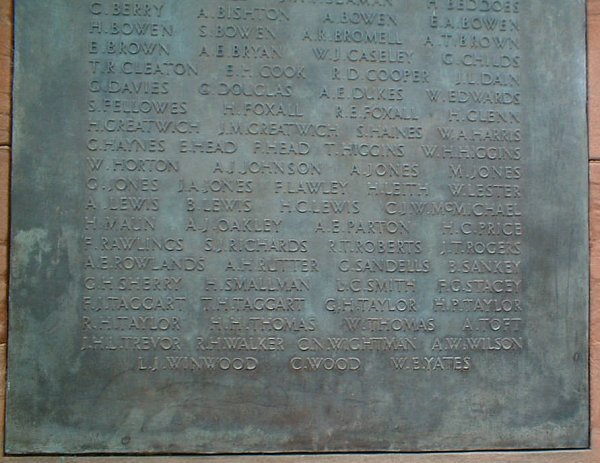 H. BEDDOES
G. BERRY A. BISHTON A. BOWEN E.A. BOWEN
H. BOWEN S. BOWEN A.R. BROMELL A.T. BROWN
E. BROWN A.E. BRYAN W.J. CASELEY G. CHILDS
T.R. CLEATON E.H. COOK R.D. COOPER J.L. DAIN
G. DAVIES G. DOUGLAS A.E. DUKES W. EDWARDS
S. FELLOWES H. FOXALL R.E. FOXALL H. GLENN
H. GREATWICH J.M. GREATWICH S. HAINES W.A. HARRIS
G. HAYNES E. HEAD F. HEAD T. HIGGINS W.H.H. HIGGINS
W. HORTON A.J. JOHNSON A. JONES M. JONES
G. JONES J.A. JONES F. LAWLEY H. LEITH W. LESTER
A. LEWIS B. LEWIS H.C. LEWIS C.J.W. McMICHAEL
H. MALIN A.J. OAKLEY A.E. PARTON H.C. PRICE
F. RAWLINGS S.J. RICHARDS R.T. ROBERTS J.T. ROGERS
A.E. ROWLANDS A.H. RUTTER G. SANDELLS B. SANKEY
G.H. SHERRY H. SMALLMAN L.C. SMITH F.G. STACEY
F.J. TAGGART T.H. TAGGART G.H. TAYLOR H.P. TAYLOR
R.H. TAYLOR H.H. THOMAS W. THOMAS A. TOFT
J.H.L. TREVOR R.H. WALKER C.N. WIGHTMAN A.W. WILSON
L.J. WINWOOD C. WOOD W.E. YATES